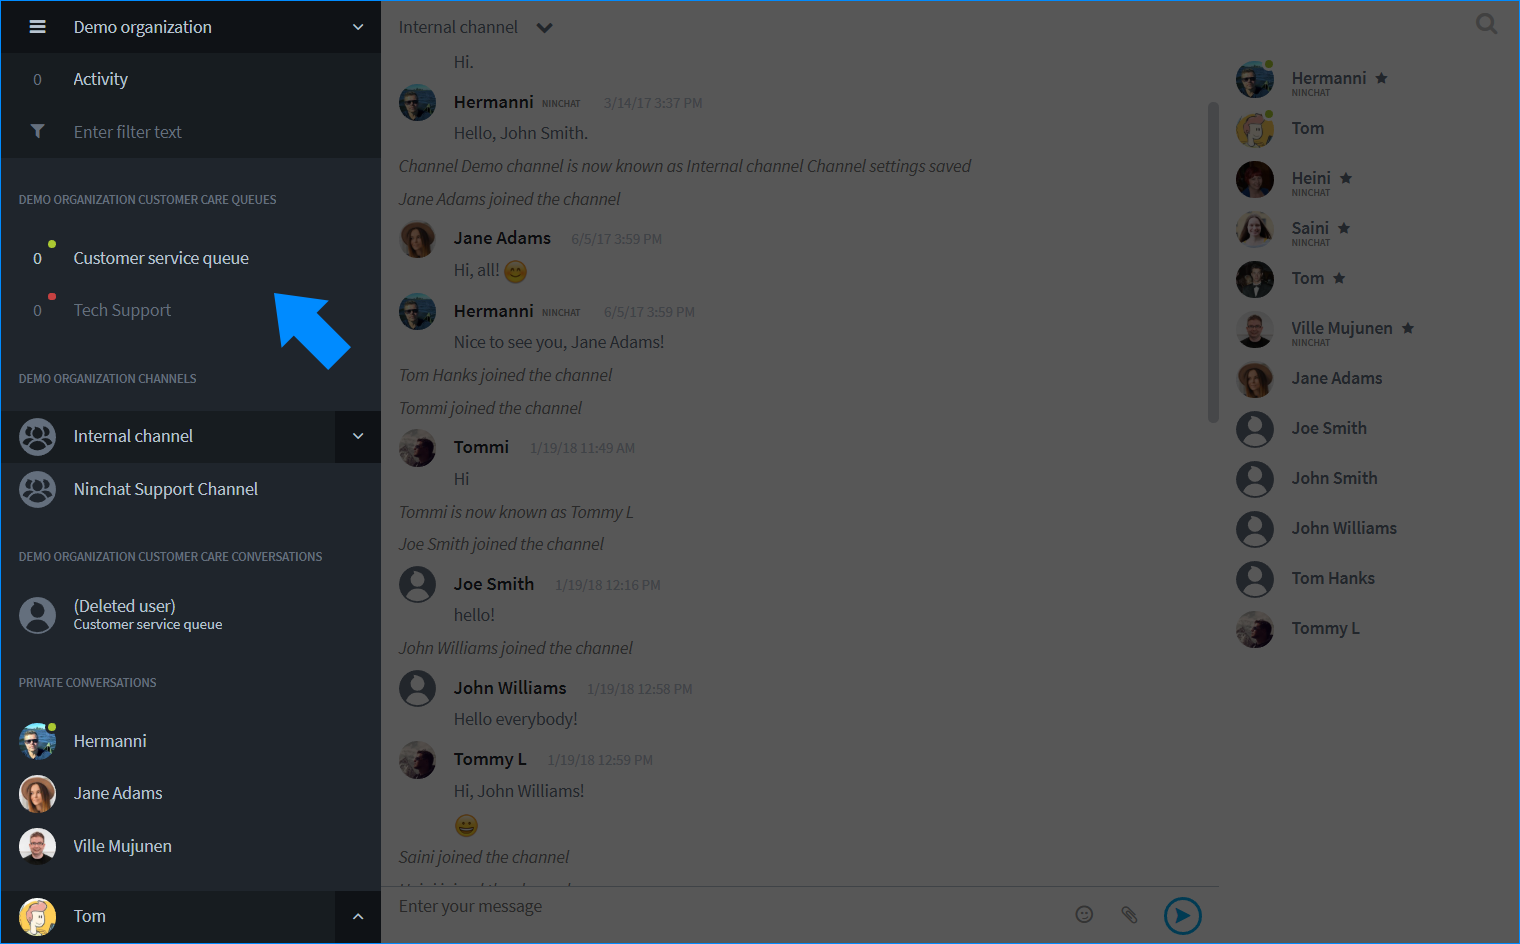 Demo organization
0 Activity
Enter filter text
DEMO ORGANIZATION CUSTOMER CARE QUEUES
0 Customer service queue
0 Tech Support
DEMO ORGANIZATION CHANNELS
Internal channel
Ninchat Support Channel
DEMO ORGANIZATION CUSTOMER CARE CONVERSATIONS
(Deleted user)
Customer service queue
PRIVATE CONVERSATIONS
Hermanni
Jane Adams
Ville Mujunen
Tom
Internal channel
Hi.
Hermanni NINCHAT 3/14/17 3:37 PM
Hello, John Smith.
Channel Demo channel is now known as Internal channel Channel settings saved
Jane Adams joined the channel
Jane Adams 6/5/17 3:59 PM
Hi, all! 😊
Hermanni NINCHAT 6/5/17 3:59 PM
Nice to see you, Jane Adams!
Tom Hanks joined the channel
Tommi joined the channel
Tommi 1/19/18 11:49 AM
Hi
Tommi is now known as Tommy L
Joe Smith joined the channel
Joe Smith 1/19/18 12:16 PM
hello!
John Williams joined the channel
John Williams 1/19/18 12:58 PM
Hello everybody!
Tommy L 1/19/18 12:59 PM
Hi, John Williams!
😀
Saini joined the channel
Enter your message
Hermanni ★
NINCHAT
Tom
Heini ★
NINCHAT
Saini ★
NINCHAT
Tom ★
Ville Mujunen ★
NINCHAT
Jane Adams
Joe Smith
John Smith
John Williams
Tom Hanks
Tommy L